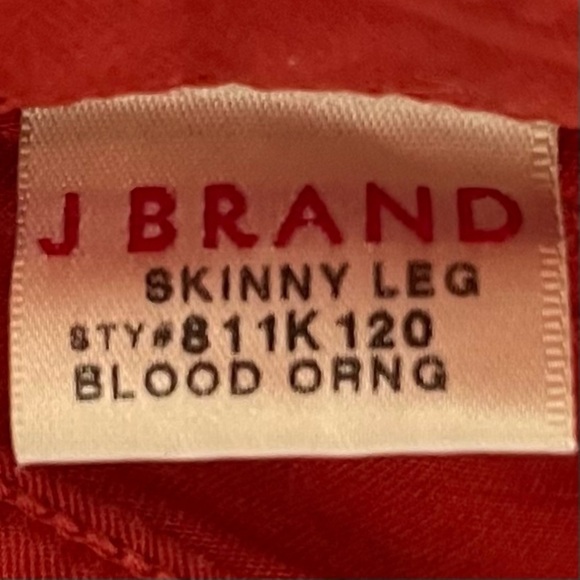 J BRAND
SKINNY LEG
STY#811K120
BLOOD ORNG